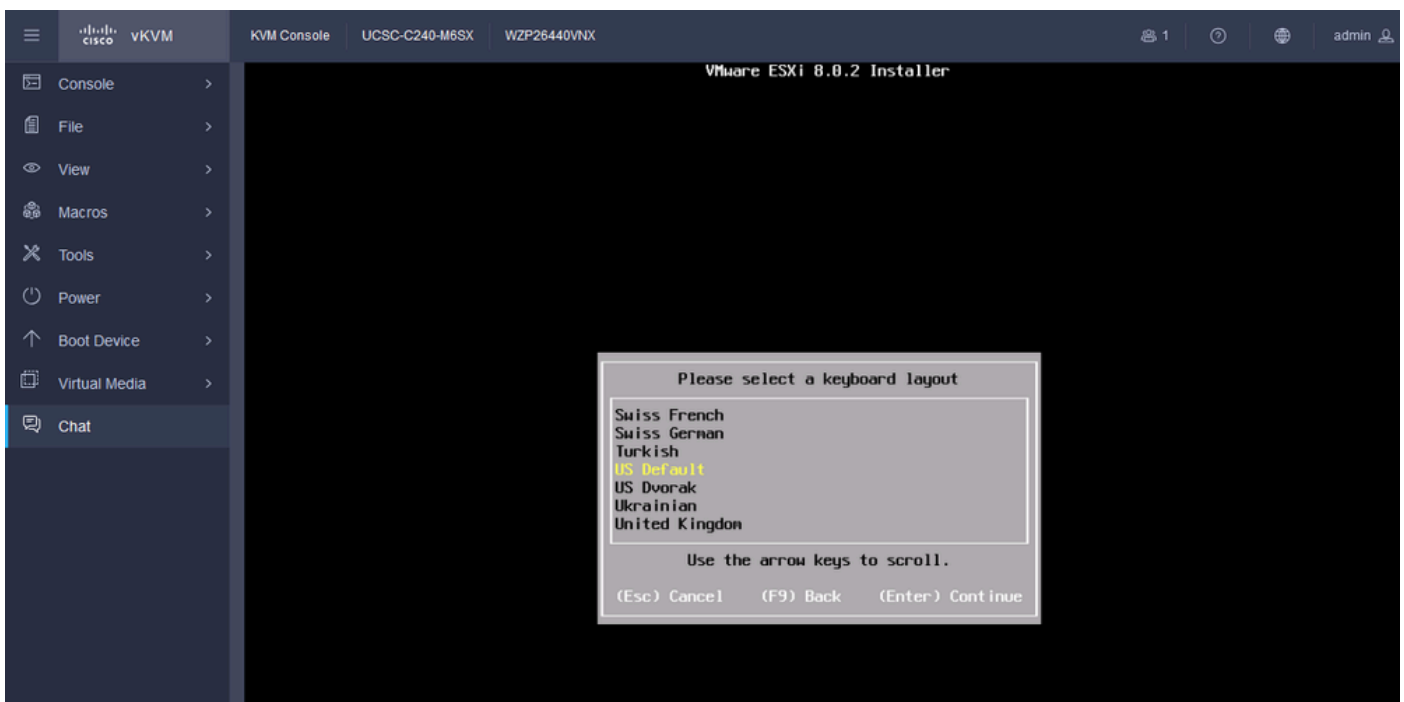 cisco vKVM KVM Console UCSC-C240-M6SX WZP26440VNX 1 admin
Console
File
View
Macros
Tools
Power
Boot Device
Virtual Media
Chat
VMware ESXi 8.0.2 Installer
Please select a keyboard layout
Swiss French
Swiss German
Turkish
US Default
US Dvorak
Ukrainian
United Kingdom
Use the arrow keys to scroll.
(Esc) Cancel (F9) Back (Enter) Continue